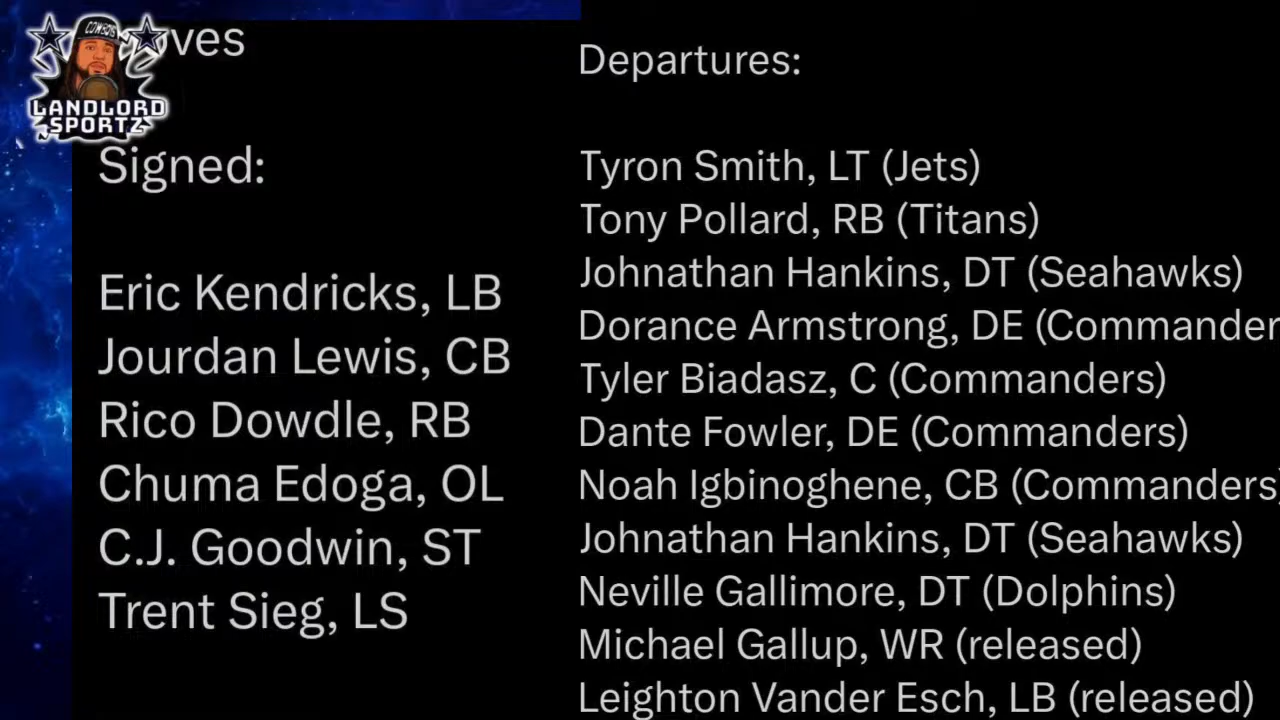 COWBOYS
LANDLORD
SPORTZ
Signed:
Eric Kendricks, LB
Jourdan Lewis, CB
Rico Dowdle, RB
Chuma Edoga, OL
C.J. Goodwin, ST
Trent Sieg, LS
Departures:
Tyron Smith, LT (Jets)
Tony Pollard, RB (Titans)
Johnathan Hankins, DT (Seahawks)
Dorance Armstrong, DE (Commander
Tyler Biadasz, C (Commanders)
Dante Fowler, DE (Commanders)
Noah Igbinoghene, CB (Commanders)
Johnathan Hankins, DT (Seahawks)
Neville Gallimore, DT (Dolphins)
Michael Gallup, WR (released)
Leighton Vander Esch, LB (released)